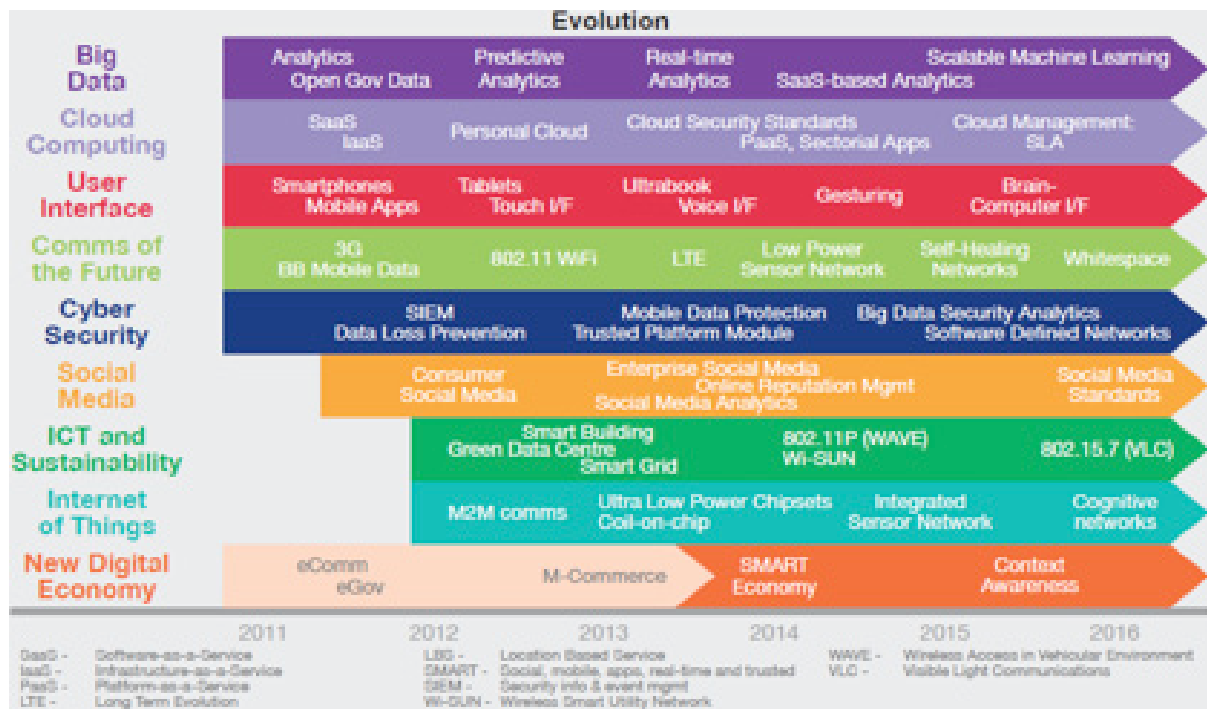 Evolution
Big
Data
Analytics
Open Gov Data
Predictive
Analytics
Real-time
Analytics
SaaS-based Analytics
Scalable Machine Learning
Cloud
Computing
SaaS
IaaS
Personal Cloud
Cloud Security Standards
PaaS, Sectorial Apps
Cloud Management:
SLA
User
Interface
Smartphones
Mobile Apps
Tablets
Touch I/F
Ultrabook
Voice I/F
Gesturing
Brain-
Computer I/F
Comms of
the Future
3G
BB Mobile Data
802.11 WiFi
LTE
Low Power
Sensor Network
Self-Healing
Networks
Whitespace
Cyber
Security
SIEM
Data Loss Prevention
Mobile Data Protection
Trusted Platform Module
Big Data Security Analytics
Software Defined Networks
Social
Media
Consumer
Social Media
Enterprise Social Media
Online Reputation Mgmt
Social Media Analytics
Social Media
Standards
ICT and
Sustainability
Smart Building
Green Data Centre
Smart Grid
802.11P (WAVE)
Wi-SUN
802.15.7 (VLC)
Internet
of Things
M2M comms
Ultra Low Power Chipsets
Coil-on-chip
Integrated
Sensor Network
Cognitive
networks
New Digital
Economy
eComm
eGov
M-Commerce
SMART
Economy
Context
Awareness
2011 2012 2013 2014 2015 2016
SaaS - Software-as-a-Service
IaaS - Infrastructure-as-a-Service
PaaS - Platform-as-a-Service
LTE - Long Term Evolution
LBS - Location Based Service
SMART - Social, mobile, apps, real-time and trusted
SIEM - Security info & event mgmt
Wi-SUN - Wireless Smart Utility Network
WAVE - Wireless Access in Vehicular Environment
VLC - Visible Light Communications